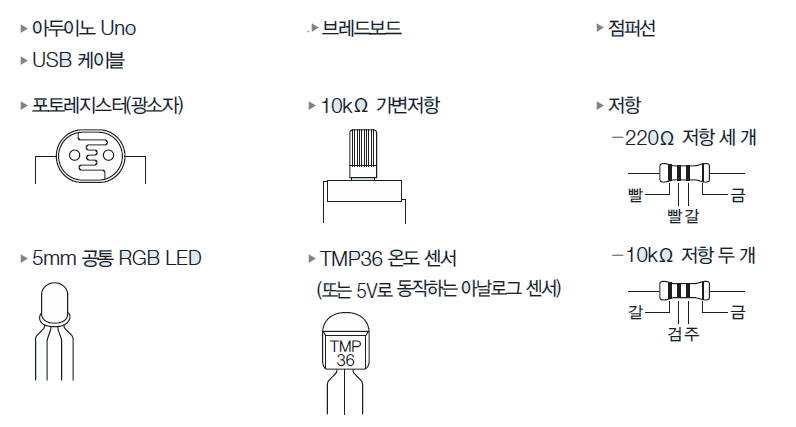 ▸ 아두이노 Uno
▸ 브레드보드
▸ 점퍼선
▸ USB 케이블
▸ 포토레지스터(광소자)
▸ 10kΩ 가변저항
▸ 저항
－220Ω 저항 세 개
빨 금
빨 갈
▸ 5mm 공통 RGB LED
▸ TMP36 온도 센서
(또는 5V로 동작하는 아날로그 센서)
TMP
36
－10kΩ 저항 두 개
갈 금
검 주